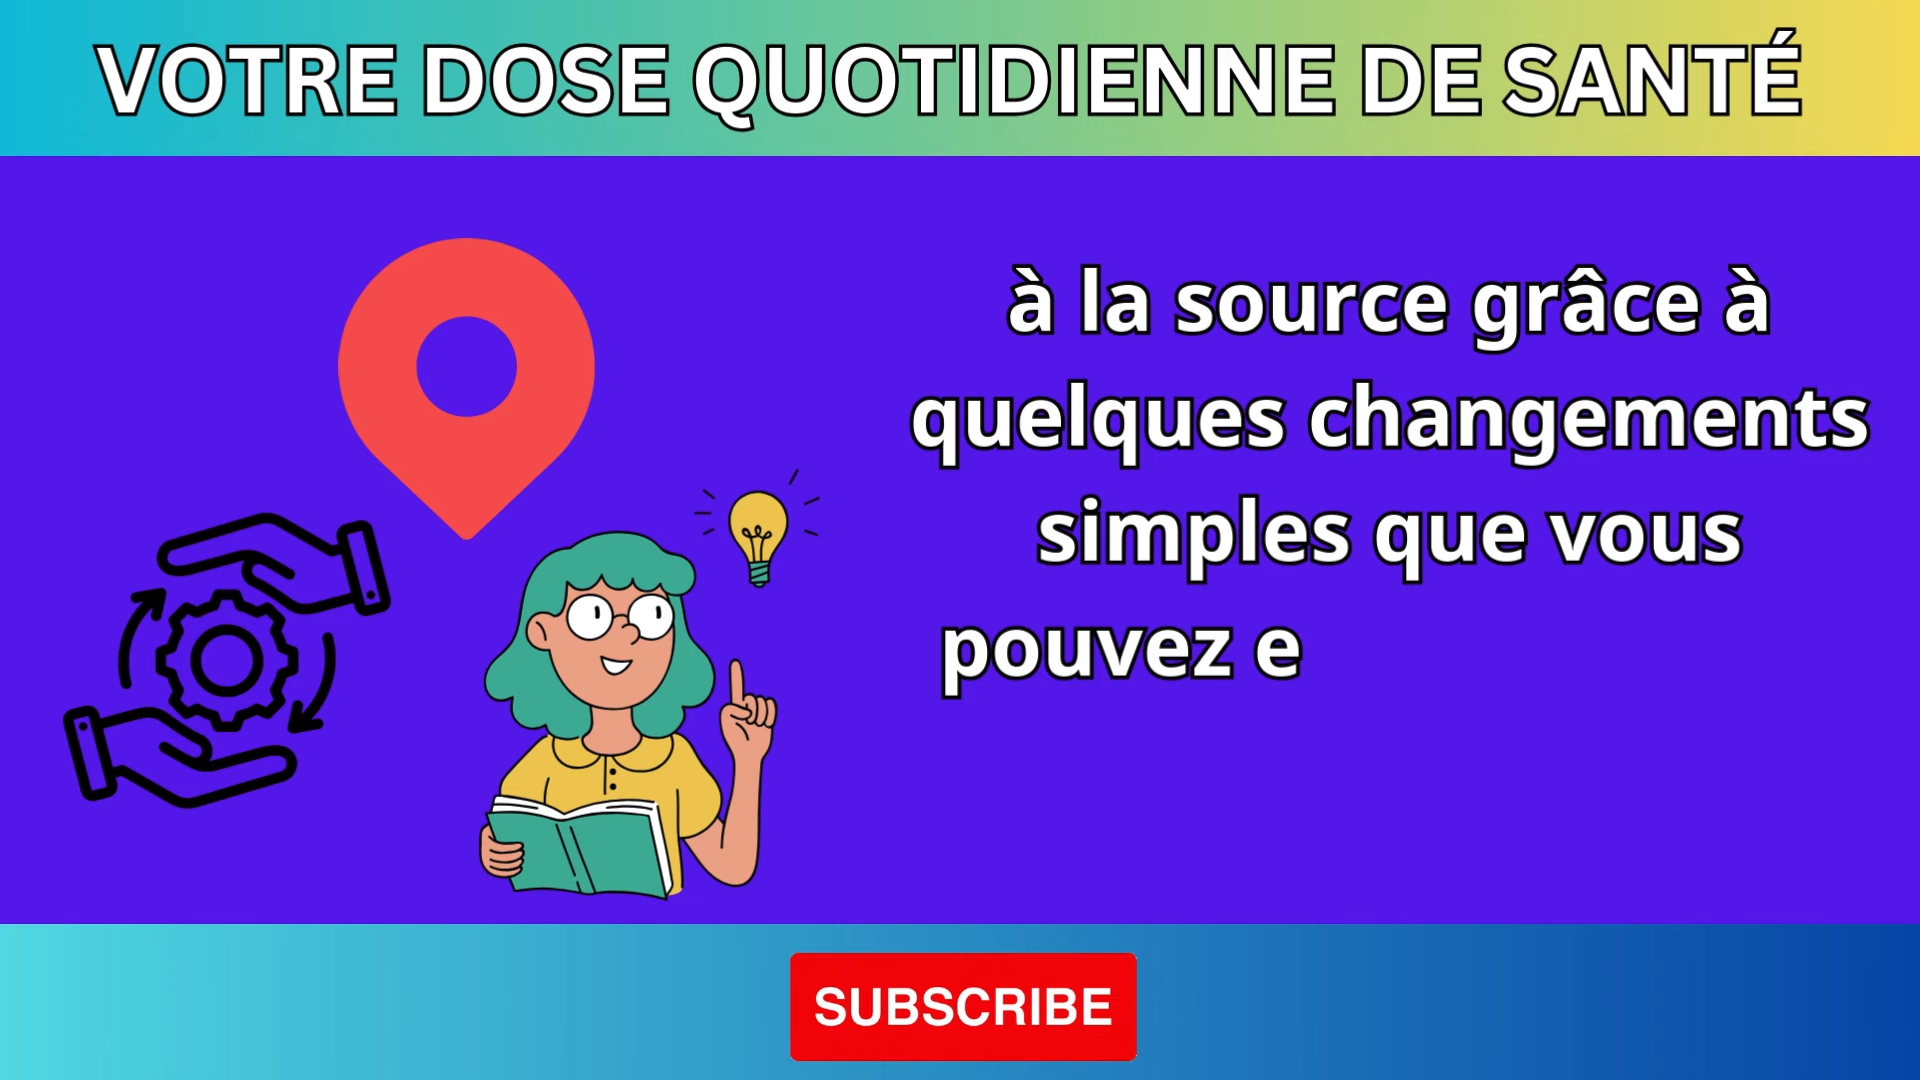 VOTRE DOSE QUOTIDIENNE DE SANTÉ
à la source grâce à
quelques changements
simples que vous
pouvez e
SUBSCRIBE